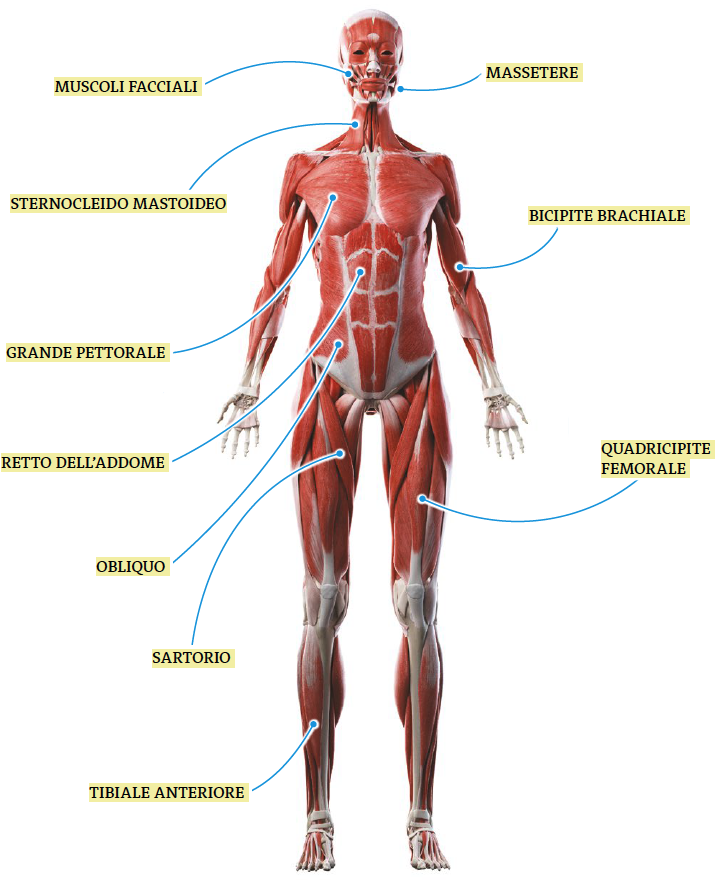 MASSETERE
MUSCOLI FACCIALI
STERNOCLEIDO MASTOIDEO
BICIPITE BRACHIALE
GRANDE PETTORALE
RETTO DELL'ADDOME
QUADRICIPITE
FEMORALE
OBLIQUO
SARTORIO
TIBIALE ANTERIORE